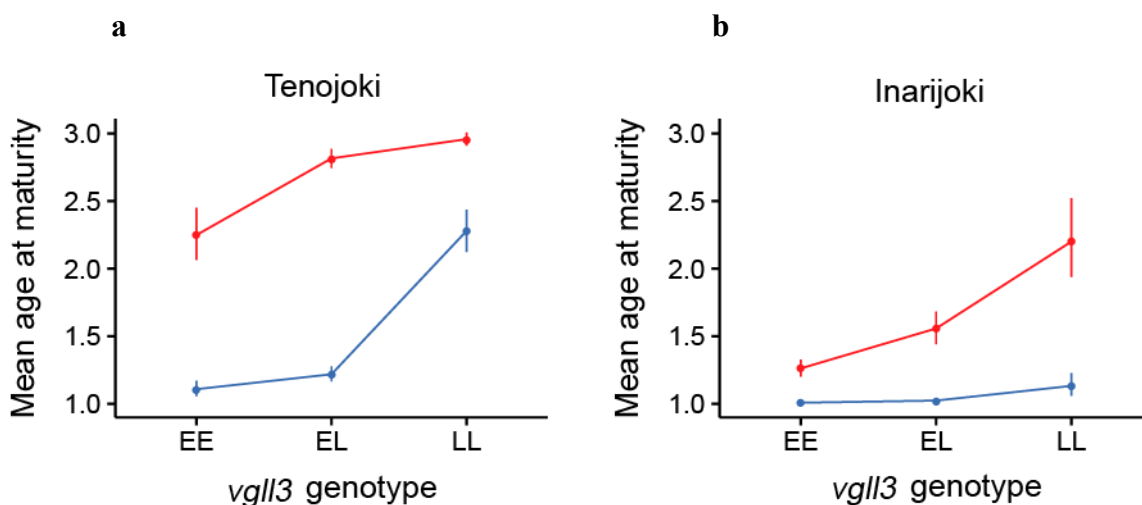 a
Tenojoki
Mean age at maturity
3.0
2.5
2.0
1.5
1.0
EE EL LL
vgll3 genotype
b
Inarijoki
Mean age at maturity
3.0
2.5
2.0
1.5
1.0
EE EL LL
vgll3 genotype